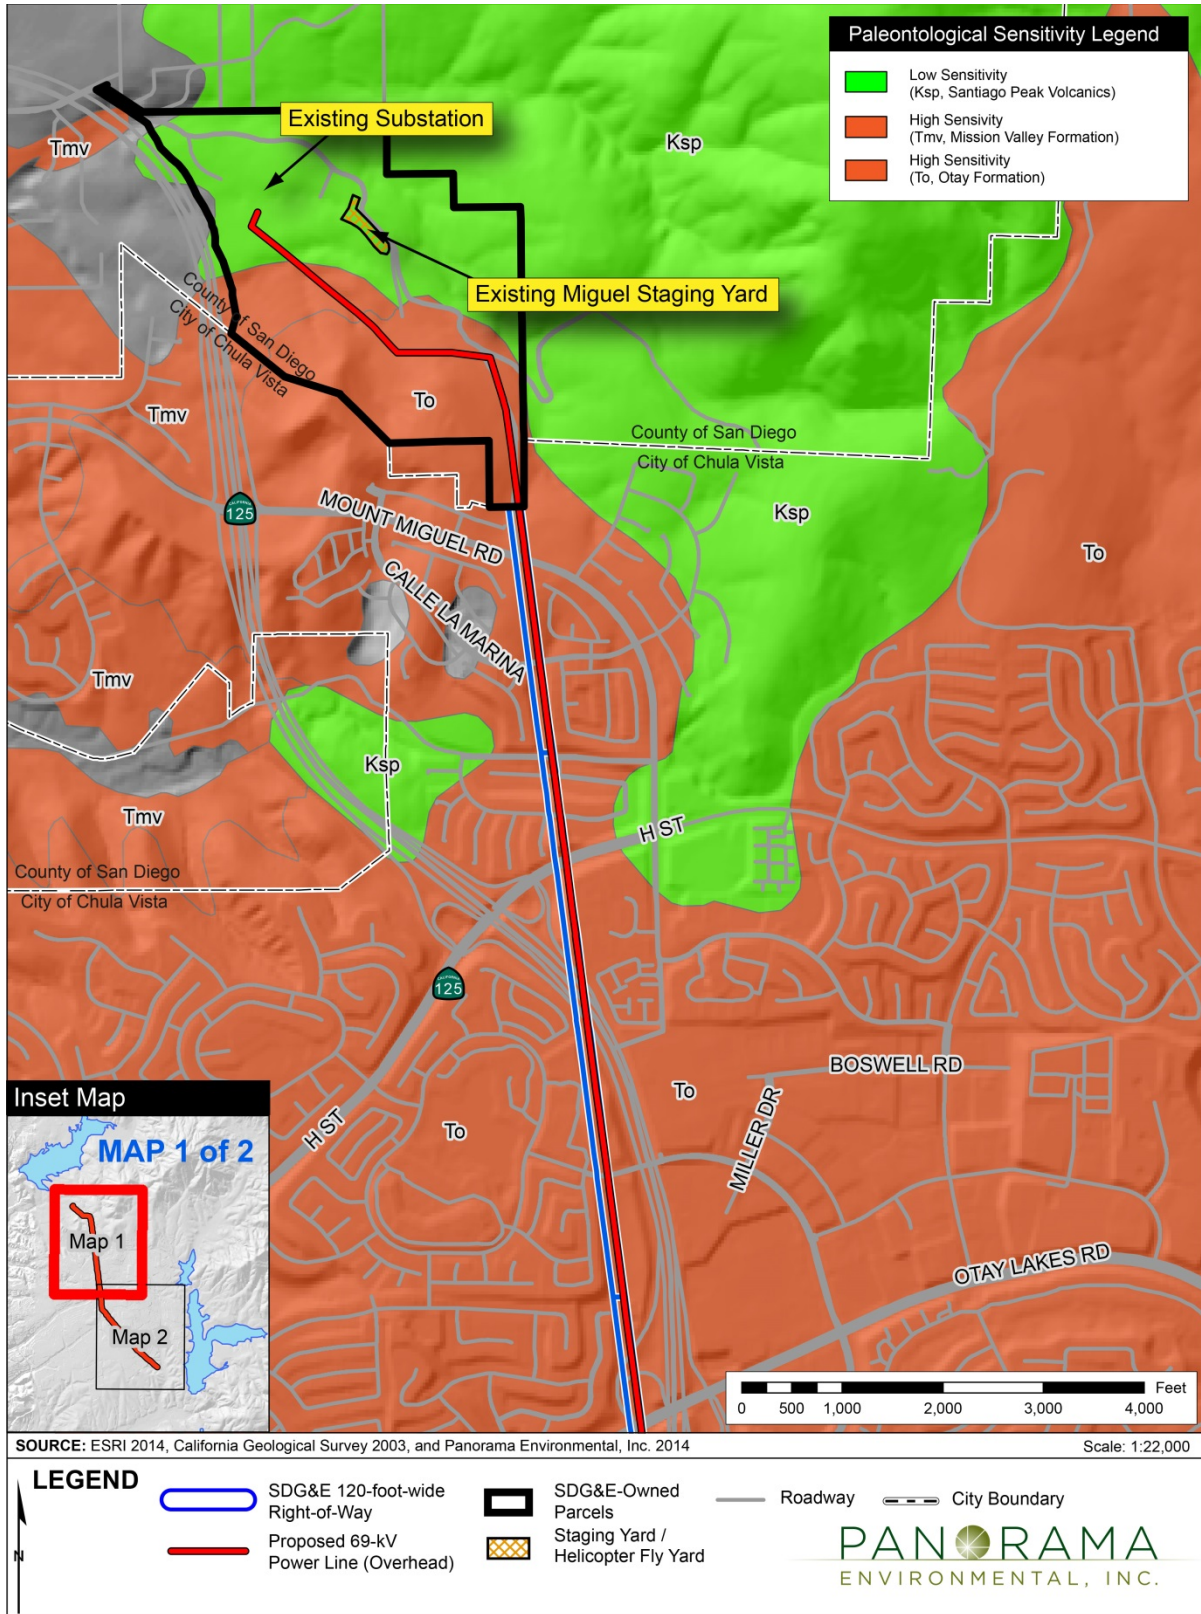 Paleontological Sensitivity Legend
Low Sensitivity
(Ksp, Santiago Peak Volcanics)
High Sensivity
(Tmv, Mission Valley Formation)
High Sensitivity
(To, Otay Formation)
Existing Substation
Ksp
Tmv
Existing Miguel Staging Yard
County of San Diego
City of Chula Vista
To
Tmv
County of San Diego
City of Chula Vista
CALIFORNIA
125
MOUNT MIGUEL RD
Ksp
To
CALLE LA MARINA
Tmv
Ksp
Tmv
H ST
County of San Diego
City of Chula Vista
CALIFORNIA
125
BOSWELL RD
To
MILLER DR
H ST
To
OTAY LAKES RD
Inset Map
MAP 1 of 2
Map 1
Map 2
Feet
0 500 1,000 2,000 3,000 4,000
SOURCE: ESRI 2014, California Geological Survey 2003, and Panorama Environmental, Inc. 2014
Scale: 1:22,000
LEGEND
N
SDG&E 120-foot-wide
Right-of-Way
Proposed 69-kV
Power Line (Overhead)
SDG&E-Owned
Parcels
Staging Yard /
Helicopter Fly Yard
Roadway
City Boundary
PANORAMA
ENVIRONMENTAL, INC.